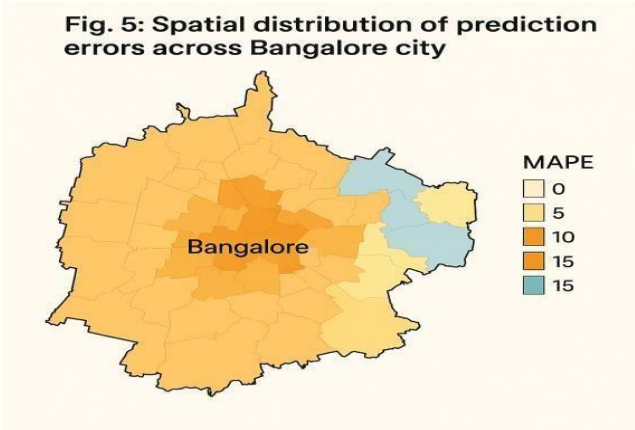 Fig. 5: Spatial distribution of prediction
errors across Bangalore city
MAPE
0
5
10
15
15
Bangalore